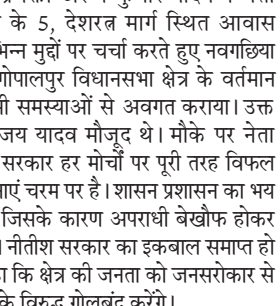 के 5, देशरत्न मार्ग स्थित आवास
भिन्न मुद्दों पर चर्चा करते हुए नवगछिया
गोपालपुर विधानसभा क्षेत्र के वर्तमान
समस्याओं से अवगत कराया। उक्त
जय यादव मौजूद थे। मौके पर नेता
सरकार हर मोर्चों पर पूरी तरह विफल
चरम पर है। शासन प्रशासन का भय
जिसके कारण अपराधी बेखौफ होकर
नीतीश सरकार का इकबाल समाप्त हो
कि क्षेत्र की जनता को जनसरोकार से
के विरुद्ध गोलबंद करेंगे।